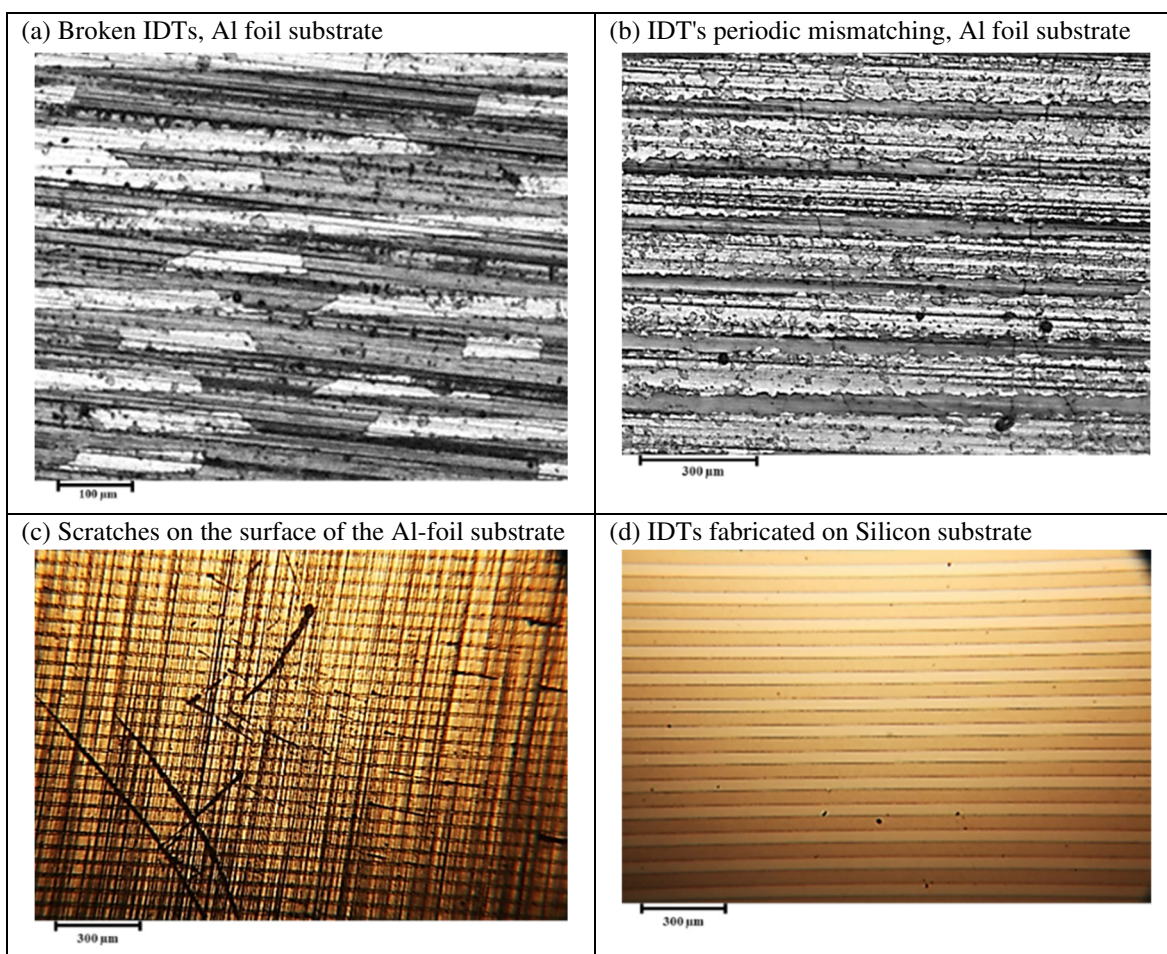 (a) Broken IDTs, Al foil substrate
100 µm
(b) IDT's periodic mismatching, Al foil substrate
300 µm
(c) Scratches on the surface of the Al-foil substrate
300 µm
(d) IDTs fabricated on Silicon substrate
300 µm